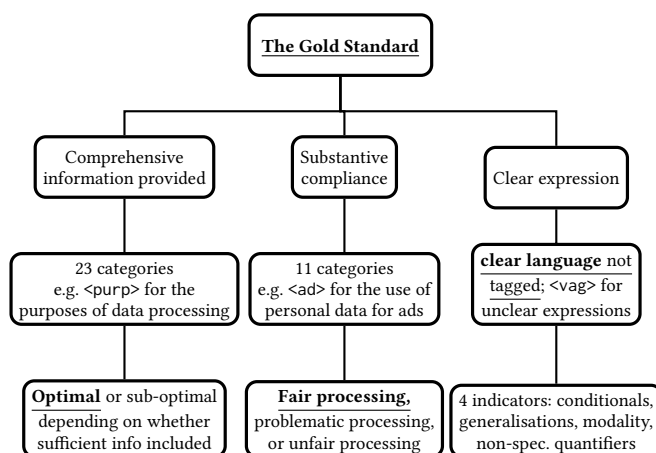 The Gold Standard
Comprehensive
information provided
Substantive
compliance
Clear expression
23 categories
e.g. <purp> for the
purposes of data processing
11 categories
e.g. <ad> for the use of
personal data for ads
clear language not
tagged; <vag> for
unclear expressions
Optimal or sub-optimal
depending on whether
sufficient info included
Fair processing,
problematic processing,
or unfair processing
4 indicators: conditionals,
generalisations, modality,
non-spec. quantifiers